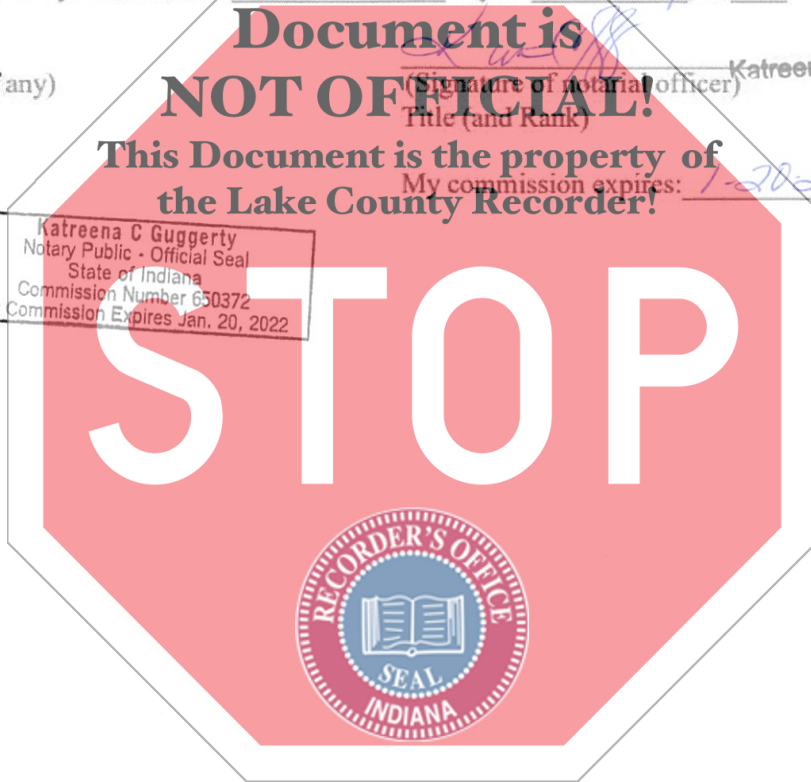 Document is
NOT OFFICIAL!
any)
(Signature of notarial officer)
Title (and Rank)
This Document is the property of
the Lake County Recorder!
My commission expires: 1-20-
Katreena C Guggerty
Notary Public - Official Seal
State of Indiana
Commission Number 650372
Commission Expires Jan. 20, 2022
STOP
RECORDER'S OFFICE
SEAL
INDIANA